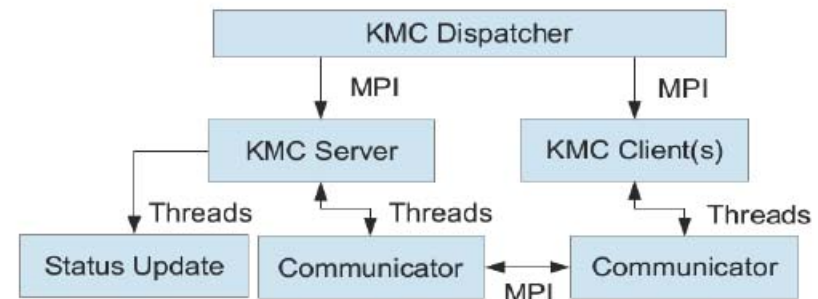 KMC Dispatcher
MPI
MPI
KMC Server
KMC Client(s)
Threads
Threads
Threads
Status Update
Communicator
Communicator
MPI